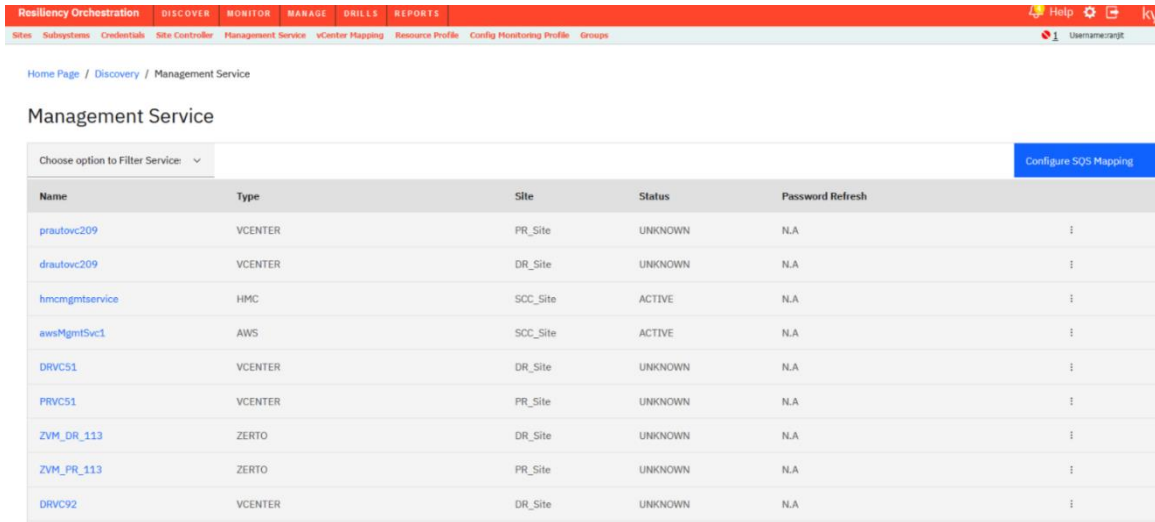 Resiliency Orchestration DISCOVER MONITOR MANAGE DRILLS REPORTS Help
Sites Subsystems Credentials Site Controller Management Service vCenter Mapping Resource Profile Config Monitoring Profile Groups 1 Username:ranjit
Home Page / Discovery / Management Service
Management Service
Choose option to Filter Service: Configure SQS Mapping
Name Type Site Status Password Refresh
prautovc209 VCENTER PR_Site UNKNOWN N.A
drautovc209 VCENTER DR_Site UNKNOWN N.A
hmcmgmtservice HMC SCC_Site ACTIVE N.A
awsMgmtSvc1 AWS SCC_Site ACTIVE N.A
DRVC51 VCENTER DR_Site UNKNOWN N.A
PRVC51 VCENTER PR_Site UNKNOWN N.A
ZVM_DR_113 ZERTO DR_Site UNKNOWN N.A
ZVM_PR_113 ZERTO PR_Site UNKNOWN N.A
DRVC92 VCENTER DR_Site UNKNOWN N.A